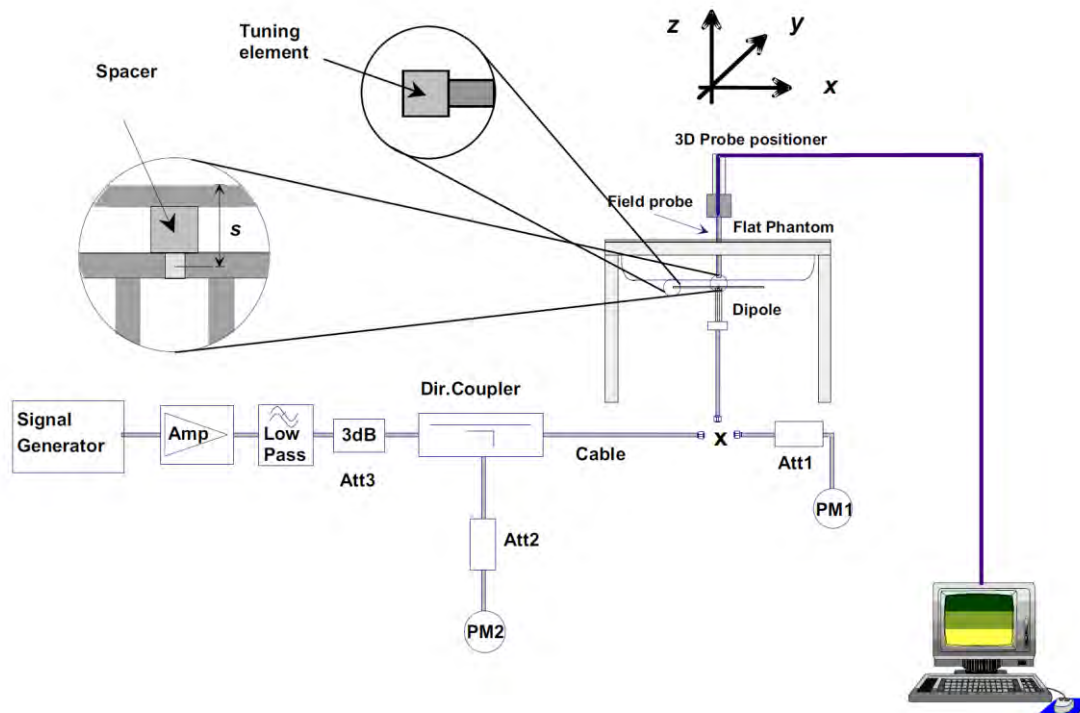 Tuning
element
Spacer
s
z
y
x
3D Probe positioner
Field probe
Flat Phantom
Dipole
Dir.Coupler
Signal
Generator
Amp
Low
Pass
3dB
Att3
Cable
x
Att1
PM1
Att2
PM2